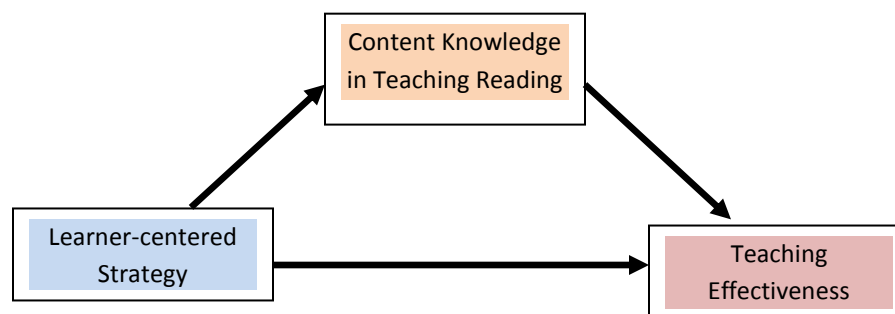 Content Knowledge
in Teaching Reading
Learner-centered
Strategy
Teaching
Effectiveness